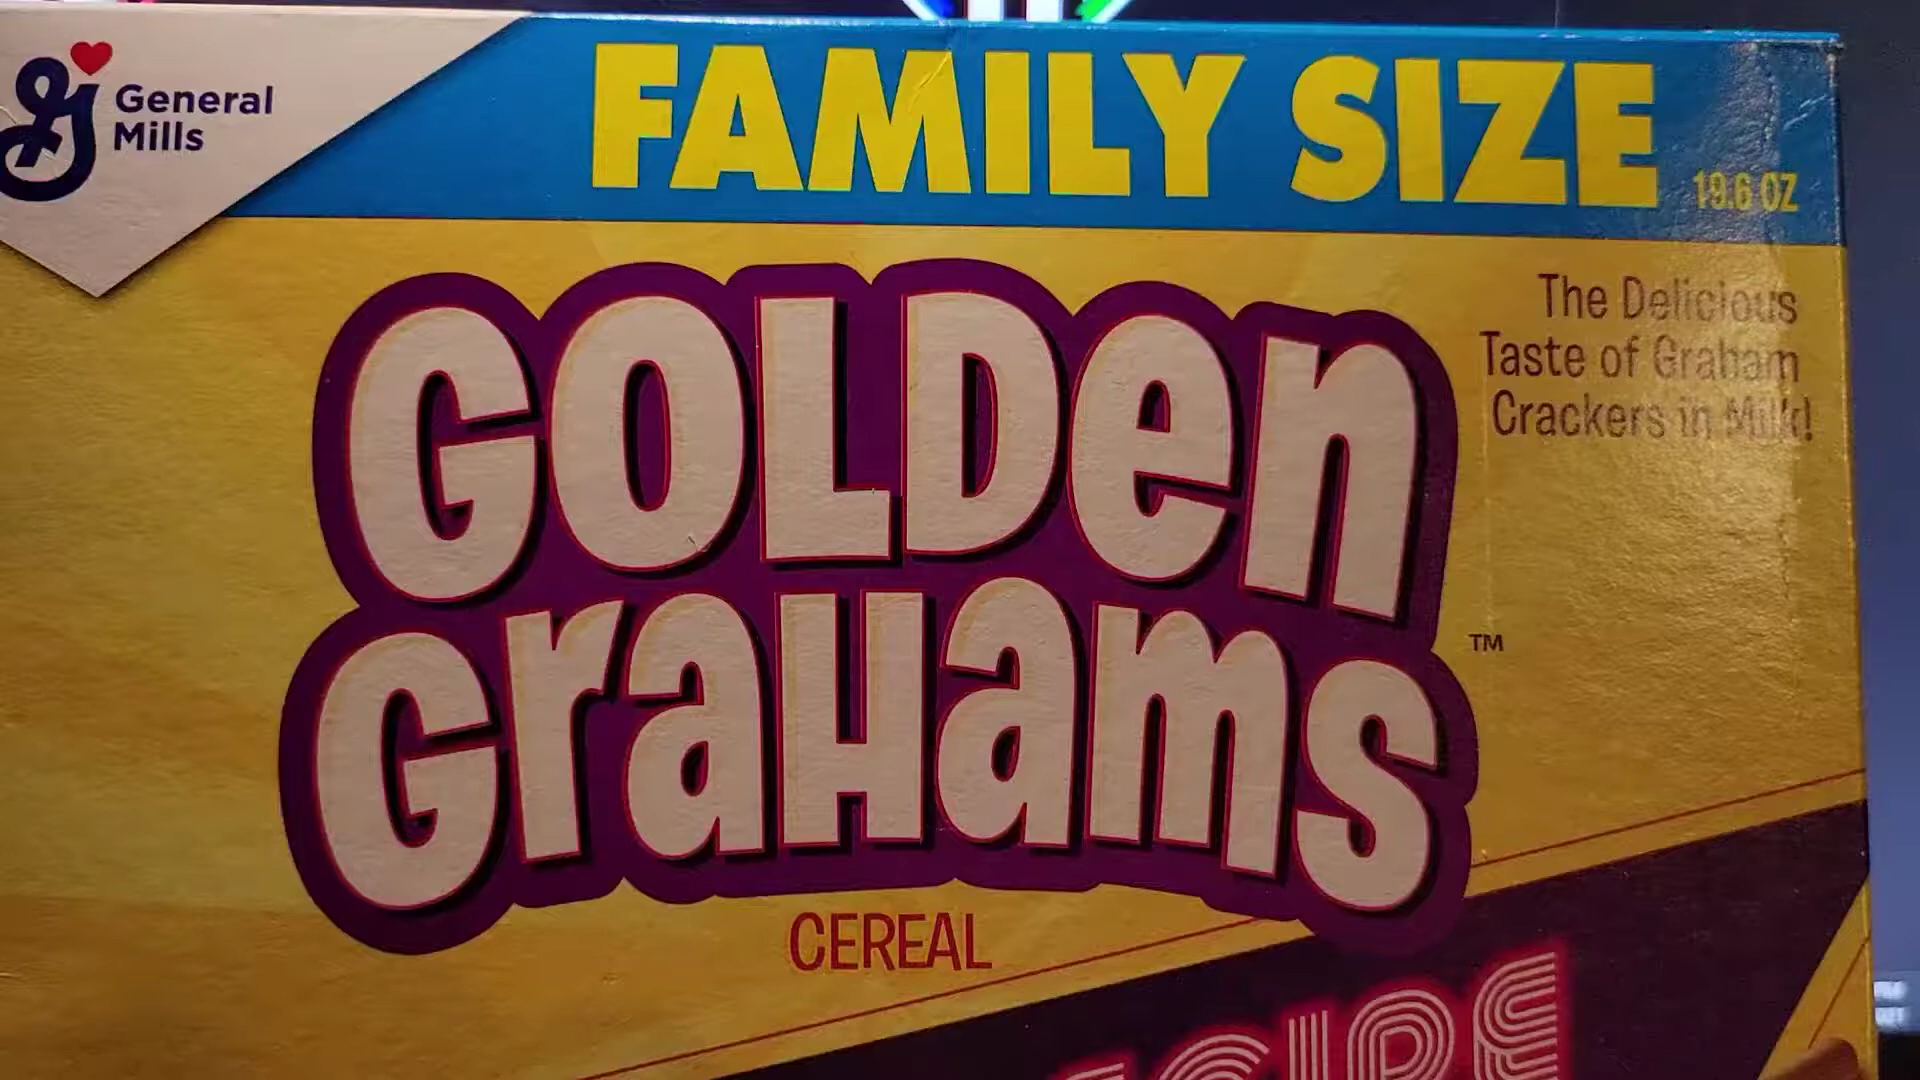 General
Mills
FAMILY SIZE
19.6 OZ
The Delicious
Taste of Graham
Crackers in Milk!
GOLDen
GraHams
TM
CEREAL